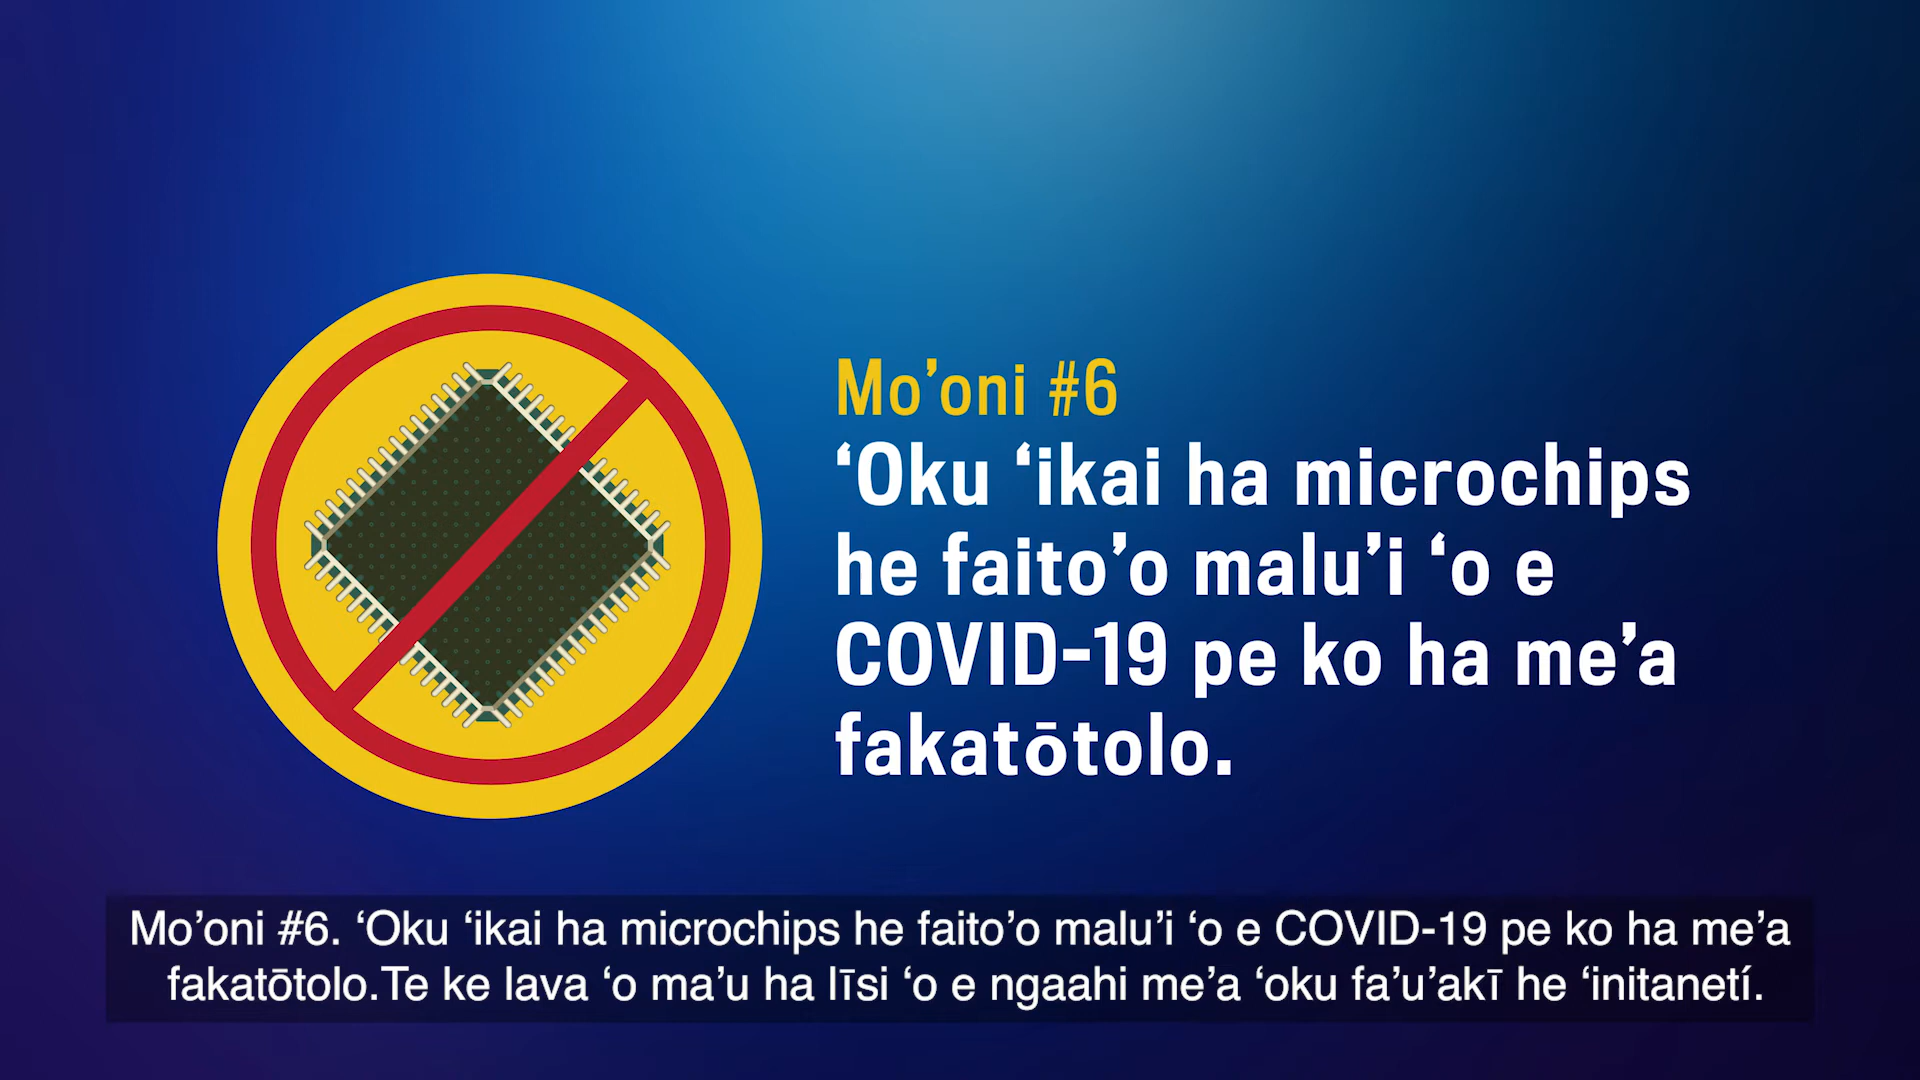 Mo’oni #6
‘Oku ‘ikai ha microchips
he faito’o malu’i ‘o e
COVID-19 pe ko ha me’a
fakatōtolo.
Mo’oni #6. ‘Oku ‘ikai ha microchips he faito’o malu’i ‘o e COVID-19 pe ko ha me’a
fakatōtolo.Te ke lava ‘o ma’u ha līsi ‘o e ngaahi me’a ‘oku fa’u’akī he ‘initanetí.